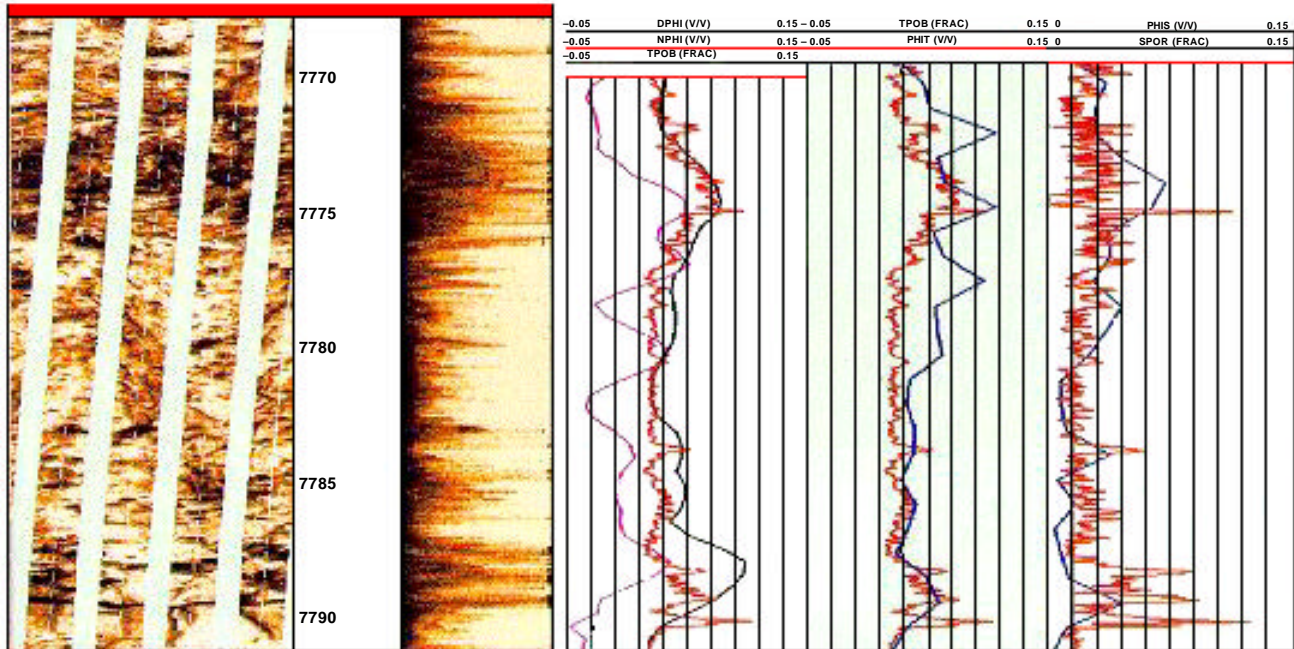 −0.05 DPHI (V/V) 0.15 −0.05 TPOB (FRAC) 0.15 0 PHIS (V/V) 0.15
−0.05 NPHI (V/V) 0.15 −0.05 PHIT (V/V) 0.15 0 SPOR (FRAC) 0.15
−0.05 TPOB (FRAC) 0.15
7770
7775
7780
7785
7790